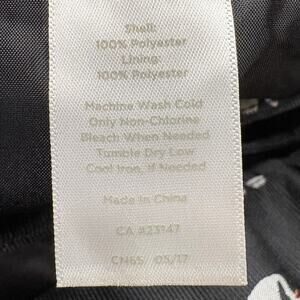 Shell:
100% Polyester
Lining:
100% Polyester
Machine Wash Cold
Only Non-Chlorine
Bleach When Needed
Tumble Dry Low
Cool Iron, If Needed
Made In China
CA #23147
CN65 05/17